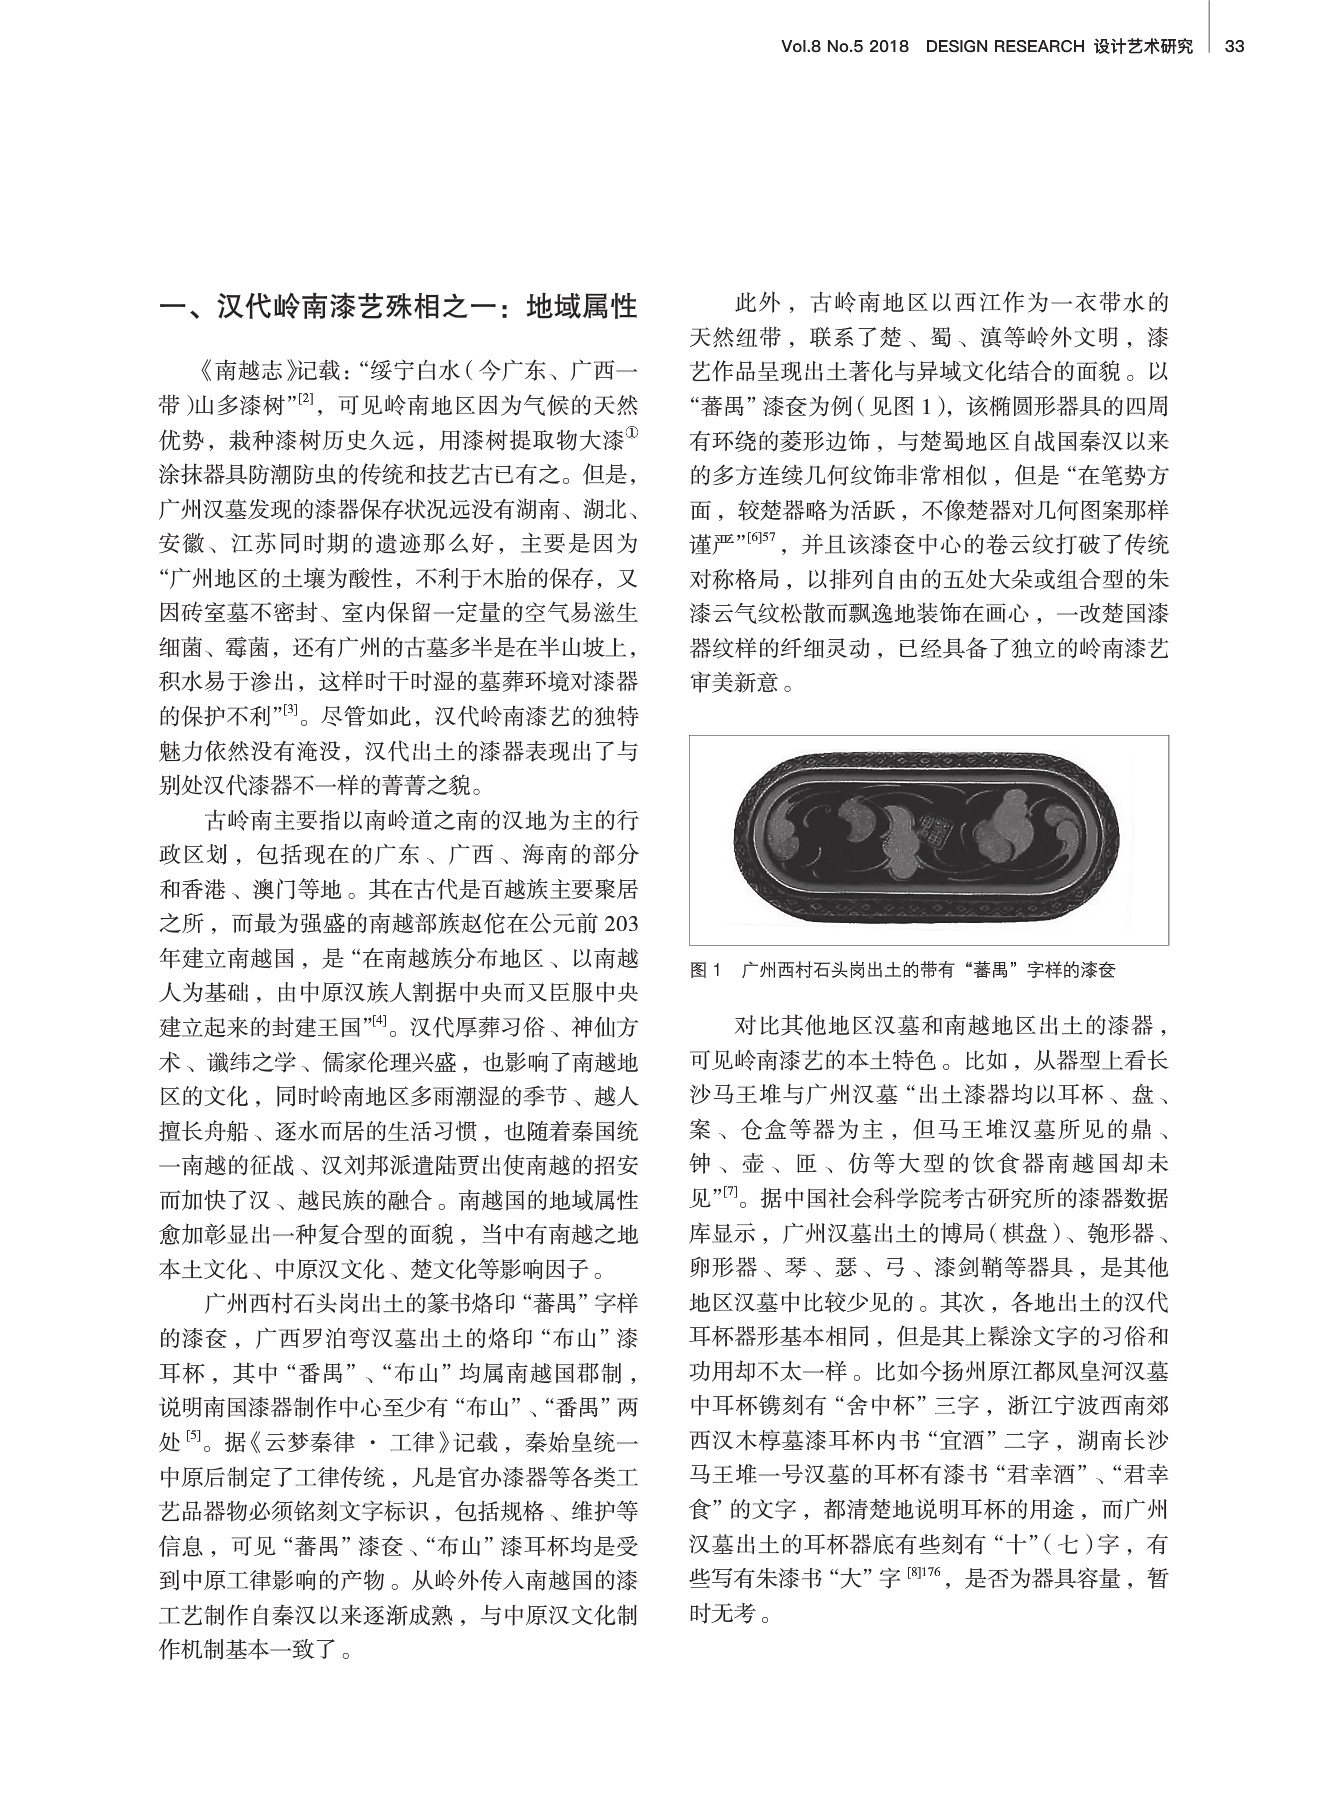 Vol.8 No.5 2018 DESIGN RESEARCH 设计艺术研究 33
一、汉代岭南漆艺殊相之一：地域属性
《南越志》记载：“绥宁白水（今广东、广西一
带）山多漆树”[2]，可见岭南地区因为气候的天然
优势，栽种漆树历史久远，用漆树提取物大漆①
涂抹器具防潮防虫的传统和技艺古已有之。但是，
广州汉墓发现的漆器保存状况远没有湖南、湖北、
安徽、江苏同时期的遗迹那么好，主要是因为
“广州地区的土壤为酸性，不利于木胎的保存，又
因砖室墓不密封、室内保留一定量的空气易滋生
细菌、霉菌，还有广州的古墓多半是在半山坡上，
积水易于渗出，这样时干时湿的墓葬环境对漆器
的保护不利”[3]。尽管如此，汉代岭南漆艺的独特
魅力依然没有淹没，汉代出土的漆器表现出了与
别处汉代漆器不一样的菁菁之貌。
古岭南主要指以南岭道之南的汉地为主的行
政区划，包括现在的广东、广西、海南的部分
和香港、澳门等地。其在古代是百越族主要聚居
之所，而最为强盛的南越部族赵佗在公元前 203
年建立南越国，是“在南越族分布地区、以南越
人为基础，由中原汉族人割据中央而又臣服中央
建立起来的封建王国”[4]。汉代厚葬习俗、神仙方
术、谶纬之学、儒家伦理兴盛，也影响了南越地
区的文化，同时岭南地区多雨潮湿的季节、越人
擅长舟船、逐水而居的生活习惯，也随着秦国统
一南越的征战、汉刘邦派遣陆贾出使南越的招安
而加快了汉、越民族的融合。南越国的地域属性
愈加彰显出一种复合型的面貌，当中有南越之地
本土文化、中原汉文化、楚文化等影响因子。
广州西村石头岗出土的篆书烙印“蕃禺”字样
的漆奁，广西罗泊弯汉墓出土的烙印“布山”漆
耳杯，其中“番禺”、“布山”均属南越国郡制，
说明南国漆器制作中心至少有“布山”、“番禺”两
处[5]。据《云梦秦律·工律》记载，秦始皇统一
中原后制定了工律传统，凡是官办漆器等各类工
艺品器物必须铭刻文字标识，包括规格、维护等
信息，可见“蕃禺”漆奁、“布山”漆耳杯均是受
到中原工律影响的产物。从岭外传入南越国的漆
工艺制作自秦汉以来逐渐成熟，与中原汉文化制
作机制基本一致了。
此外，古岭南地区以西江作为一衣带水的
天然纽带，联系了楚、蜀、滇等岭外文明，漆
艺作品呈现出土著化与异域文化结合的面貌。以
“蕃禺”漆奁为例（见图 1），该椭圆形器具的四周
有环绕的菱形边饰，与楚蜀地区自战国秦汉以来
的多方连续几何纹饰非常相似，但是“在笔势方
面，较楚器略为活跃，不像楚器对几何图案那样
谨严”[6]57，并且该漆奁中心的卷云纹打破了传统
对称格局，以排列自由的五处大朵或组合型的朱
漆云气纹松散而飘逸地装饰在画心，一改楚国漆
器纹样的纤细灵动，已经具备了独立的岭南漆艺
审美新意。
图 1 广州西村石头岗出土的带有“蕃禺”字样的漆奁
对比其他地区汉墓和南越地区出土的漆器，
可见岭南漆艺的本土特色。比如，从器型上看长
沙马王堆与广州汉墓“出土漆器均以耳杯、盘、
案、仓盒等器为主，但马王堆汉墓所见的鼎、
钟、壶、匝、仿等大型的饮食器南越国却未
见”[7]。据中国社会科学院考古研究所的漆器数据
库显示，广州汉墓出土的博局（棋盘）、匏形器、
卵形器、琴、瑟、弓、漆剑鞘等器具，是其他
地区汉墓中比较少见的。其次，各地出土的汉代
耳杯器形基本相同，但是其上髹涂文字的习俗和
功用却不太一样。比如今扬州原江都凤皇河汉墓
中耳杯镌刻有“舍中杯”三字，浙江宁波西南郊
西汉木椁墓漆耳杯内书“宜酒”二字，湖南长沙
马王堆一号汉墓的耳杯有漆书“君幸酒”、“君幸
食”的文字，都清楚地说明耳杯的用途，而广州
汉墓出土的耳杯器底有些刻有“十”（七）字，有
些写有朱漆书“大”字[8]176，是否为器具容量，暂
时无考。